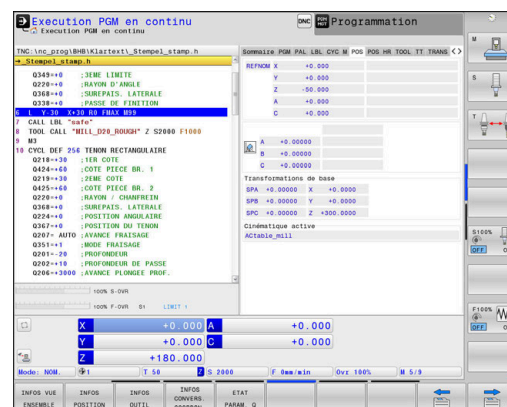 Execution PGM en continu
Execution PGM en continu
DNC
Programmation
TNC:\nc_prog\BHB\Klartext\_Stempel_stamp.h
→_Stempel_stamp.h
Q349=+0 ;3EME LIMITE
Q220=+0 ;RAYON D'ANGLE
Q368=+0 ;SUREPAIS. LATERALE
Q338=+0 ;PASSE DE FINITION
6 L Y-30 X+30 R0 FMAX M99
7 CALL LBL "safe"
8 TOOL CALL "MILL_D20_ROUGH" Z S2000 F1000
9 M3
10 CYCL DEF 256 TENON RECTANGULAIRE
Q218=+30 ;1ER COTE
Q424=+60 ;COTE PIECE BR. 1
Q219=+30 ;2EME COTE
Q425=+60 ;COTE PIECE BR. 2
Q220=+0 ;RAYON / CHANFREIN
Q368=+0 ;SUREPAIS. LATERALE
Q224=+0 ;POSITION ANGULAIRE
Q367=+0 ;POSITION DU TENON
Q207= AUTO ;AVANCE FRAISAGE
Q351=+1 ;MODE FRAISAGE
Q201=-20 ;PROFONDEUR
Q202=+10 ;PROFONDEUR DE PASSE
Q206=+3000 ;AVANCE PLONGEE PROF.
100% S-OVR
100% F-OVR S1 LIMIT 1
Sommaire PGM PAL LBL CYC M POS POS HR TOOL TT TRANS
REFNOM X +0.000
Y +0.000
Z -50.000
A +0.000
C +0.000
A +0.00000
B +0.00000
C +0.00000
Transformations de base
SPA +0.00000 X +0.0000
SPB +0.00000 Y +0.0000
SPC +0.00000 Z +300.0000
Cinématique active
ACtable_mill
X +0.000 A +0.000
Y +0.000 C +0.000
Z +180.000
Modo: NOM. 1 T 50 Z S 2000 F 0mm/min Ovr 100% M 5/9
INFOS VUE ENSEMBLE
INFOS POSITION
INFOS OUTIL
INFOS CONVERS.
ETAT PARAM. Q
M
S
T
S100%
OFF
F100%
OFF